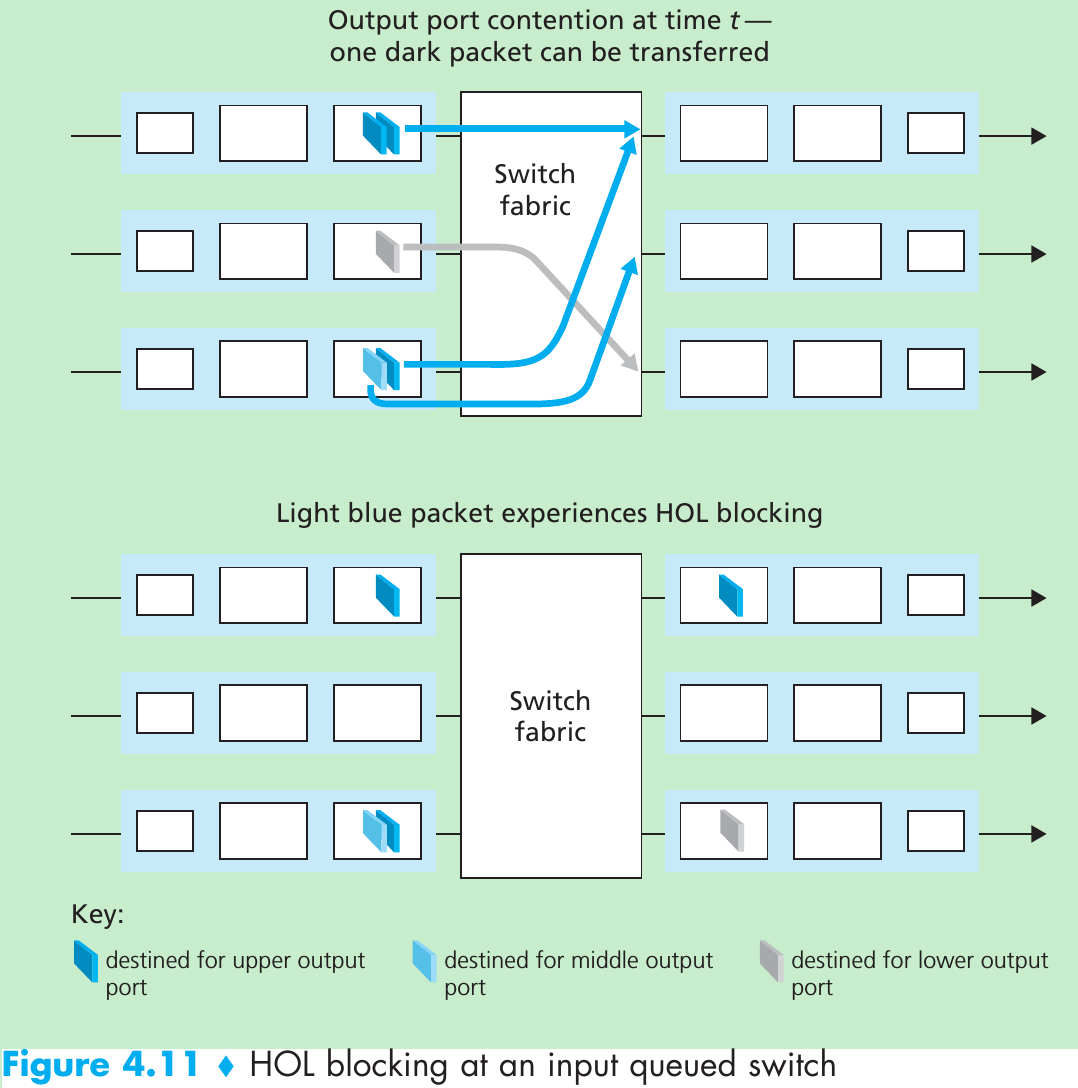 Output port contention at time t —
one dark packet can be transferred
Switch
fabric
Light blue packet experiences HOL blocking
Switch
fabric
Key:
destined for upper output
port
destined for middle output
port
destined for lower output
port
Figure 4.11 ♦ HOL blocking at an input queued switch